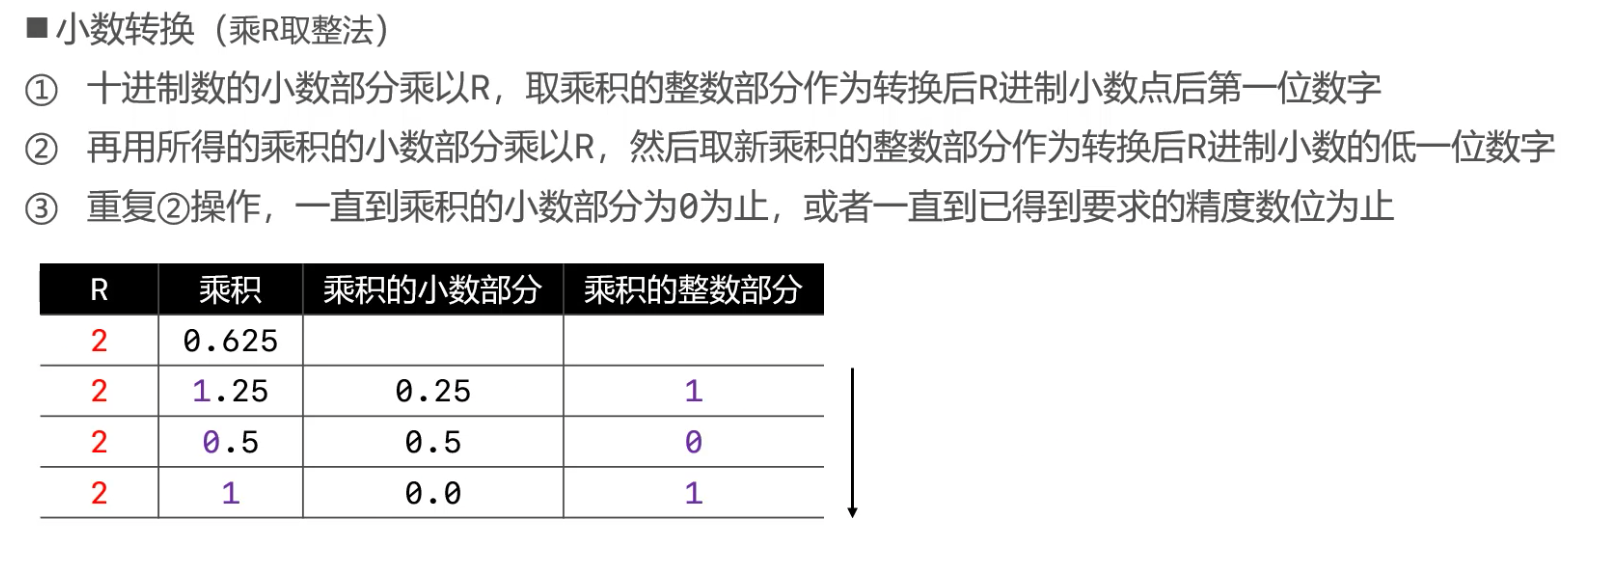 ■ 小数转换（乘R取整法）
① 十进制数的小数部分乘以R，取乘积的整数部分作为转换后R进制小数点后第一位数字
② 再用所得的乘积的小数部分乘以R，然后取新乘积的整数部分作为转换后R进制小数的低一位数字
③ 重复②操作，一直到乘积的小数部分为0为止，或者一直到已得到要求的精度数位为止
R 乘积 乘积的小数部分 乘积的整数部分
2 0.625
2 1.25 0.25 1
2 0.5 0.5 0
2 1 0.0 1